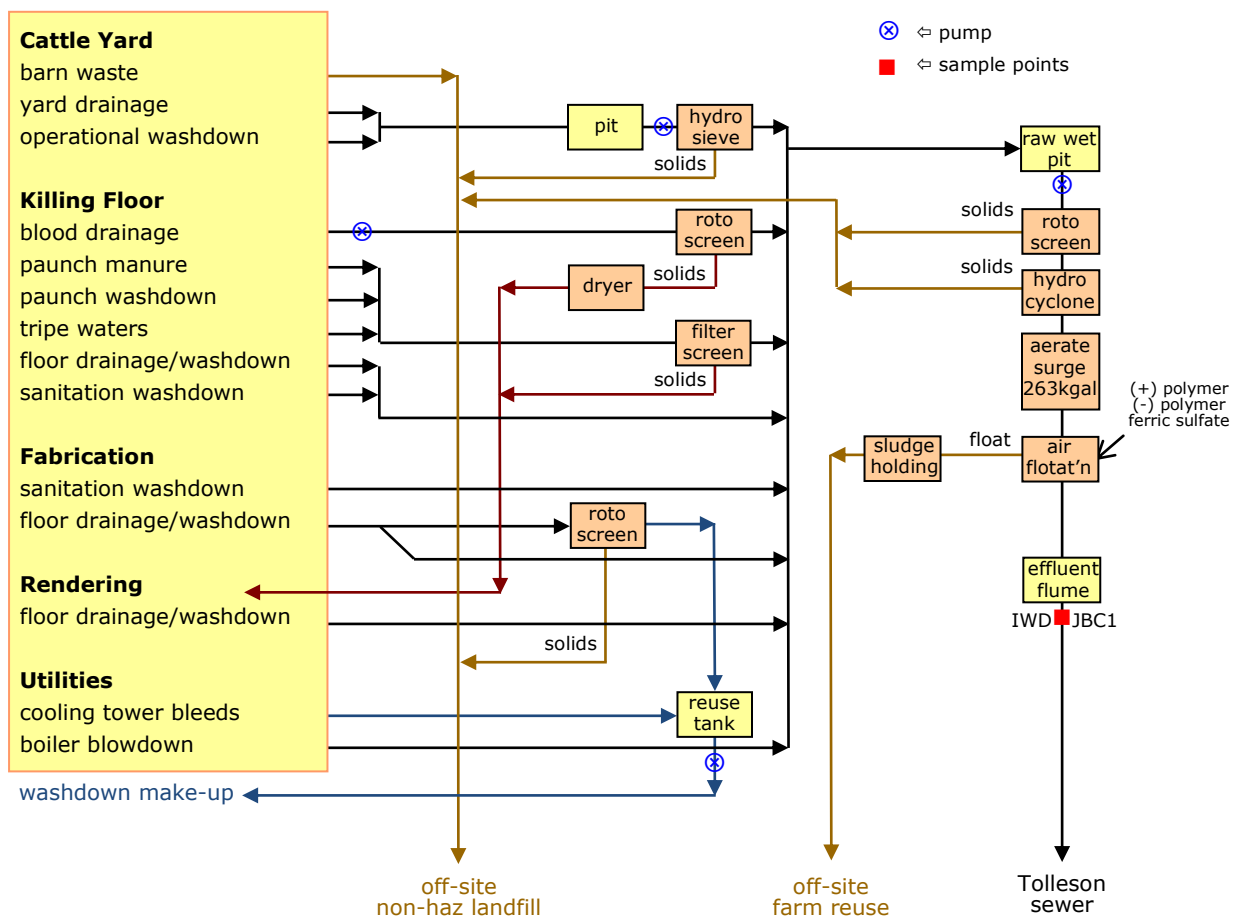 Cattle Yard
barn waste
yard drainage
operational washdown
Killing Floor
blood drainage
paunch manure
paunch washdown
tripe waters
floor drainage/washdown
sanitation washdown
Fabrication
sanitation washdown
floor drainage/washdown
Rendering
floor drainage/washdown
Utilities
cooling tower bleeds
boiler blowdown
washdown make-up
⇦ pump
⇦ sample points
pit
hydro
sieve
solids
roto
screen
solids
dryer
filter
screen
solids
roto
screen
solids
reuse
tank
raw wet
pit
solids
roto
screen
solids
hydro
cyclone
aerate
surge
263kgal
(+) polymer
(-) polymer
ferric sulfate
air
flotat'n
float
sludge
holding
effluent
flume
IWD JBC1
off-site
non-haz landfill
off-site
farm reuse
Tolleson
sewer